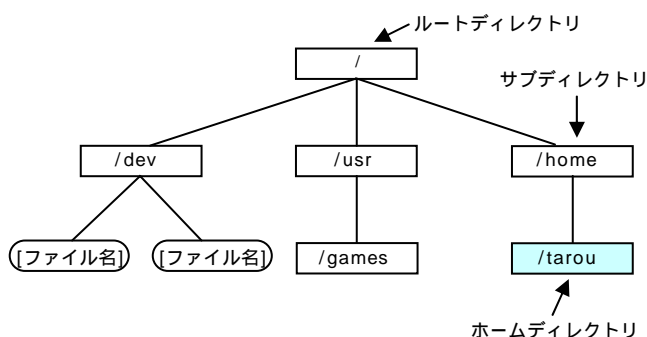 ルートディレクトリ
/
サブディレクトリ
/dev
/usr
/home
[ファイル名]
[ファイル名]
/games
/tarou
ホームディレクトリ